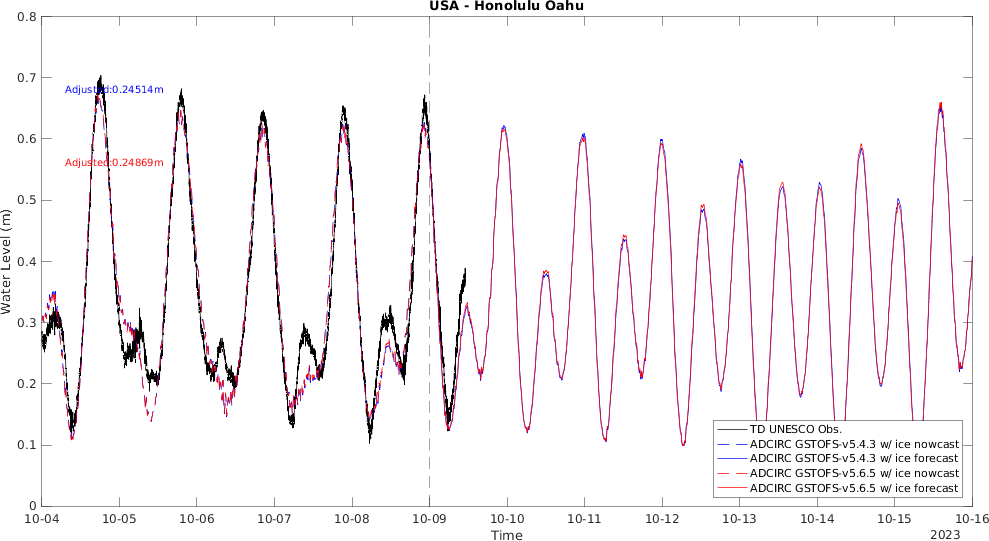 USA - Honolulu Oahu
0.8
0.7
0.6
0.5
0.4
0.3
0.2
0.1
0
Water Level (m)
Adjusted:0.24514m
Adjusted:0.24869m
TD UNESCO Obs.
ADCIRC GSTOFS-v5.4.3 w/ ice nowcast
ADCIRC GSTOFS-v5.4.3 w/ ice forecast
ADCIRC GSTOFS-v5.6.5 w/ ice nowcast
ADCIRC GSTOFS-v5.6.5 w/ ice forecast
10-04 10-05 10-06 10-07 10-08 10-09 10-10 10-11 10-12 10-13 10-14 10-15 10-16
Time
2023